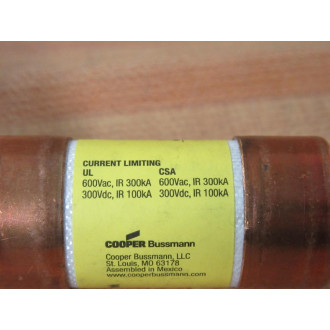 CURRENT LIMITING
UL CSA
600Vac, IR 300kA 600Vac, IR 300kA
300Vdc, IR 100kA 300Vdc, IR 100kA
COOPER Bussmann
Cooper Bussmann, LLC
St. Louis, MO 63178
Assembled in Mexico
www.cooperbussmann.com